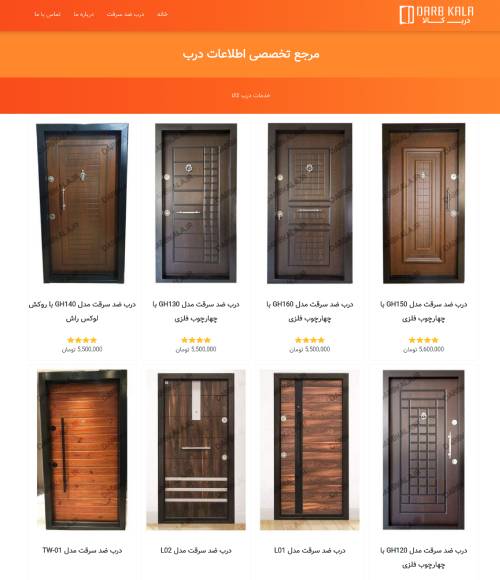 DARB KALA
درب کالا
خانه درب ضد سرقت درباره ما تماس با ما
مرجع تخصصی اطلاعات درب
خدمات درب کالا
درب ضد سرقت مدل GH150 با
چهارچوب فلزی
5,600,000 تومان
درب ضد سرقت مدل GH160 با
چهارچوب فلزی
5,500,000 تومان
درب ضد سرقت مدل GH130 با
چهارچوب فلزی
5,500,000 تومان
درب ضد سرقت مدل GH140 با روکش
لوکس راش
5,500,000 تومان
درب ضد سرقت مدل GH120 با
چهارچوب فلزی
درب ضد سرقت مدل L01
درب ضد سرقت مدل L02
درب ضد سرقت مدل TW-01